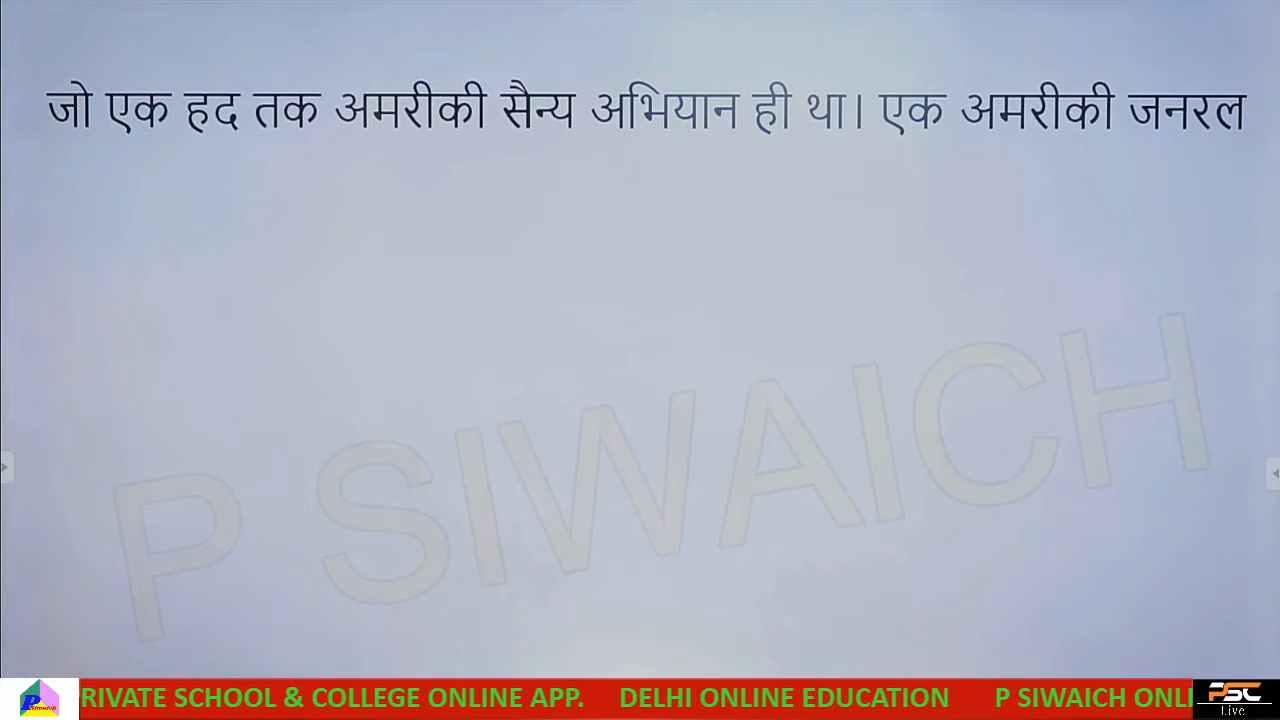 जो एक हद तक अमरीकी सैन्य अभियान ही था। एक अमरीकी जनरल
P SIWAICH
RIVATE SCHOOL & COLLEGE ONLINE APP. DELHI ONLINE EDUCATION P SIWAICH ONLI
PSC
Live